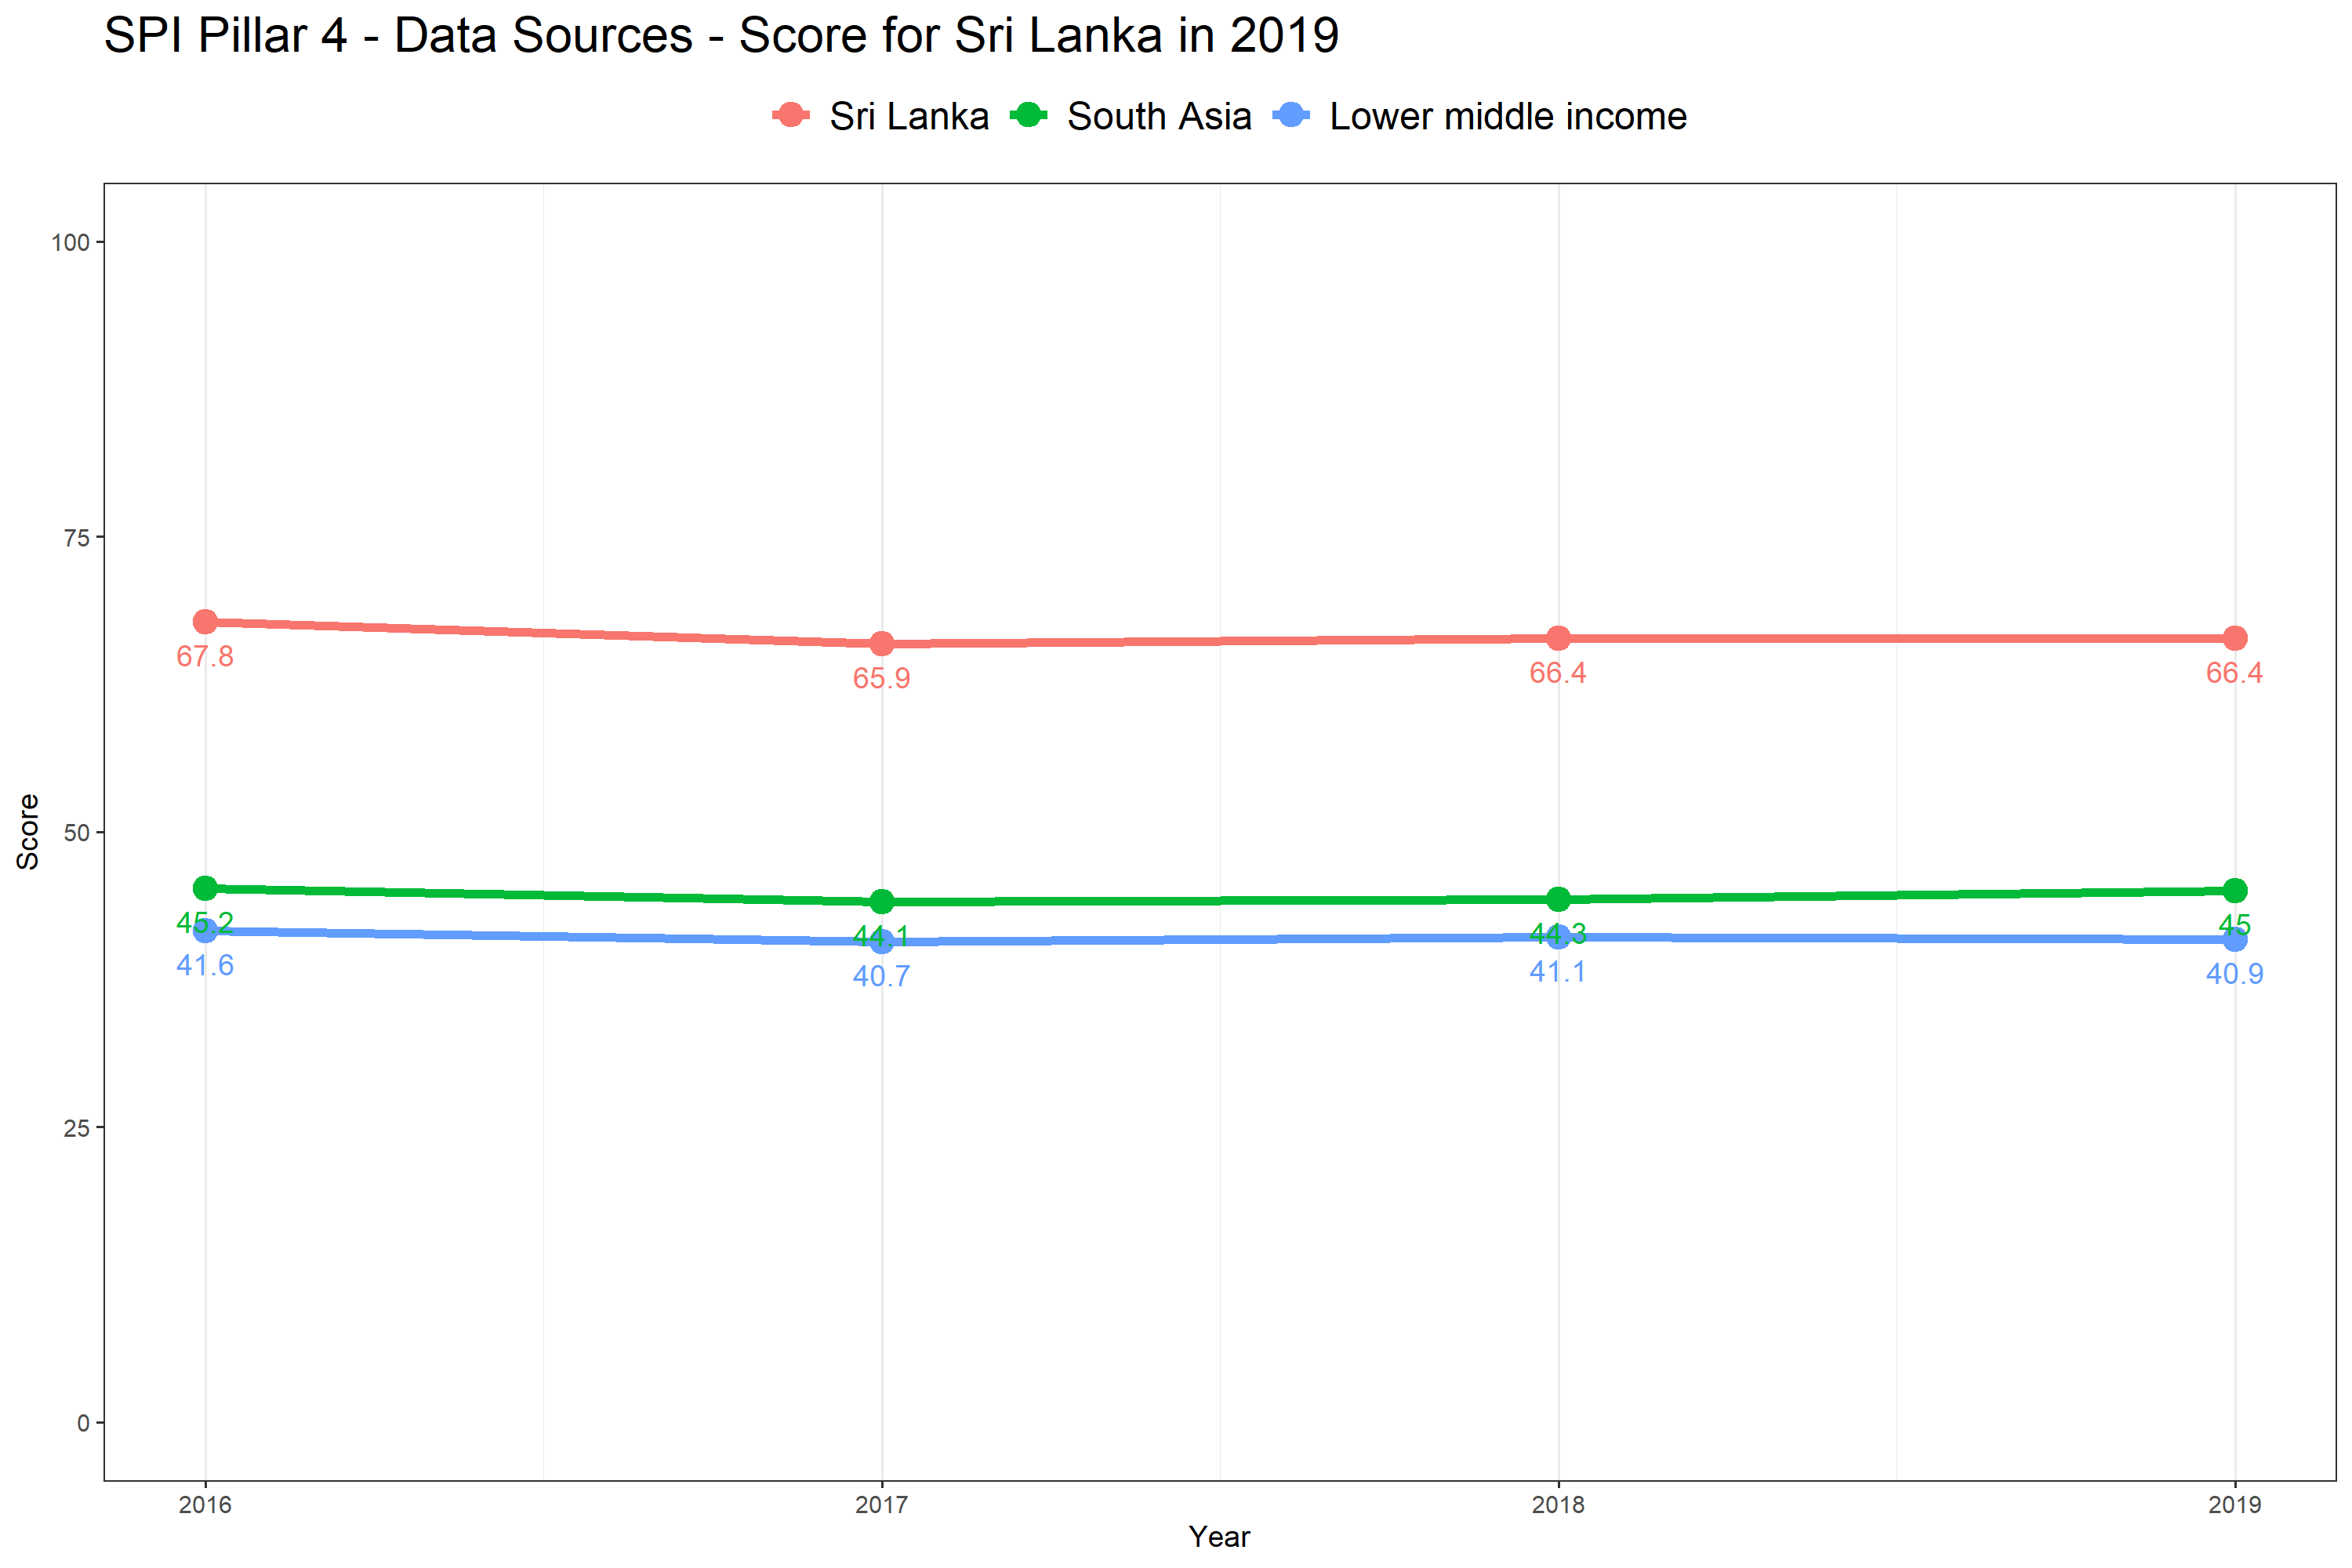 SPI Pillar 4 - Data Sources - Score for Sri Lanka in 2019
Sri Lanka South Asia Lower middle income
100
75
50
25
0
Score
67.8 65.9 66.4 66.4
45.2 44.1 44.3 45
41.6 40.7 41.1 40.9
2016 2017 2018 2019
Year